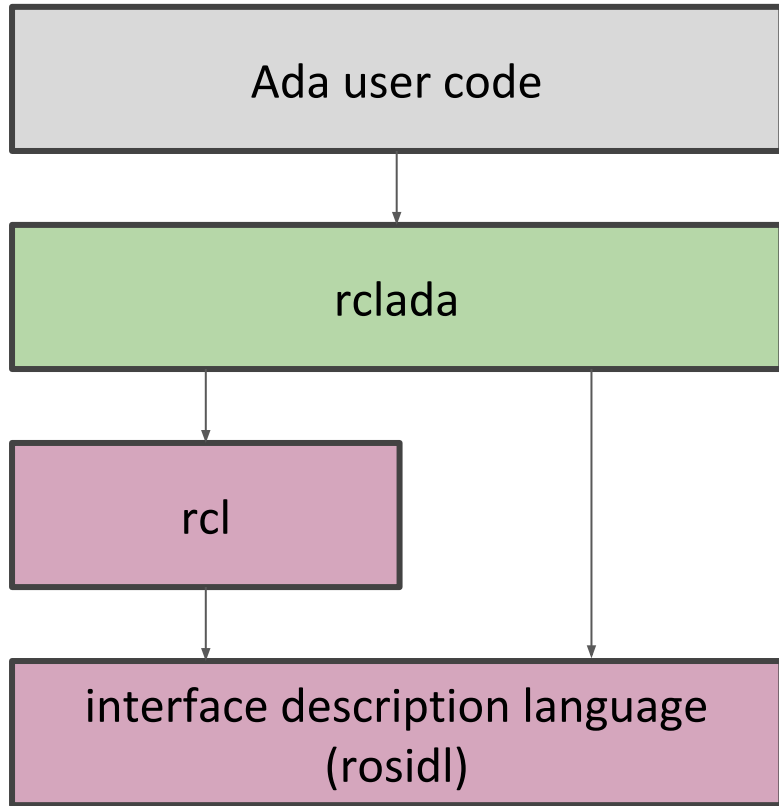 Ada user code
rclada
rcl
interface description language
(rosidl)